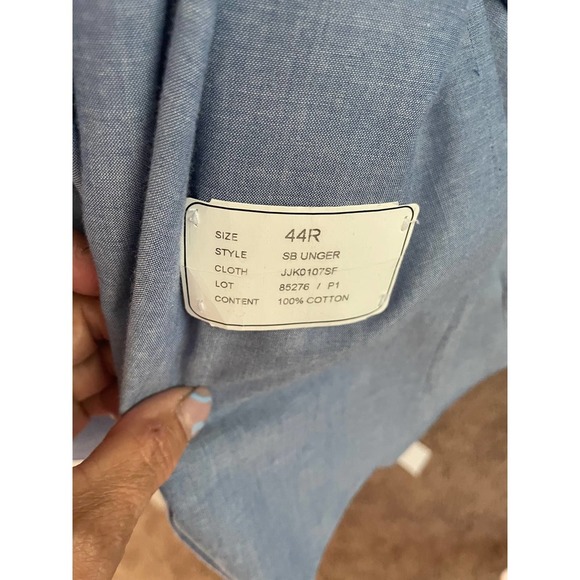 SIZE 44R
STYLE SB UNGER
CLOTH JJK0107SF
LOT 85276 / P1
CONTENT 100% COTTON